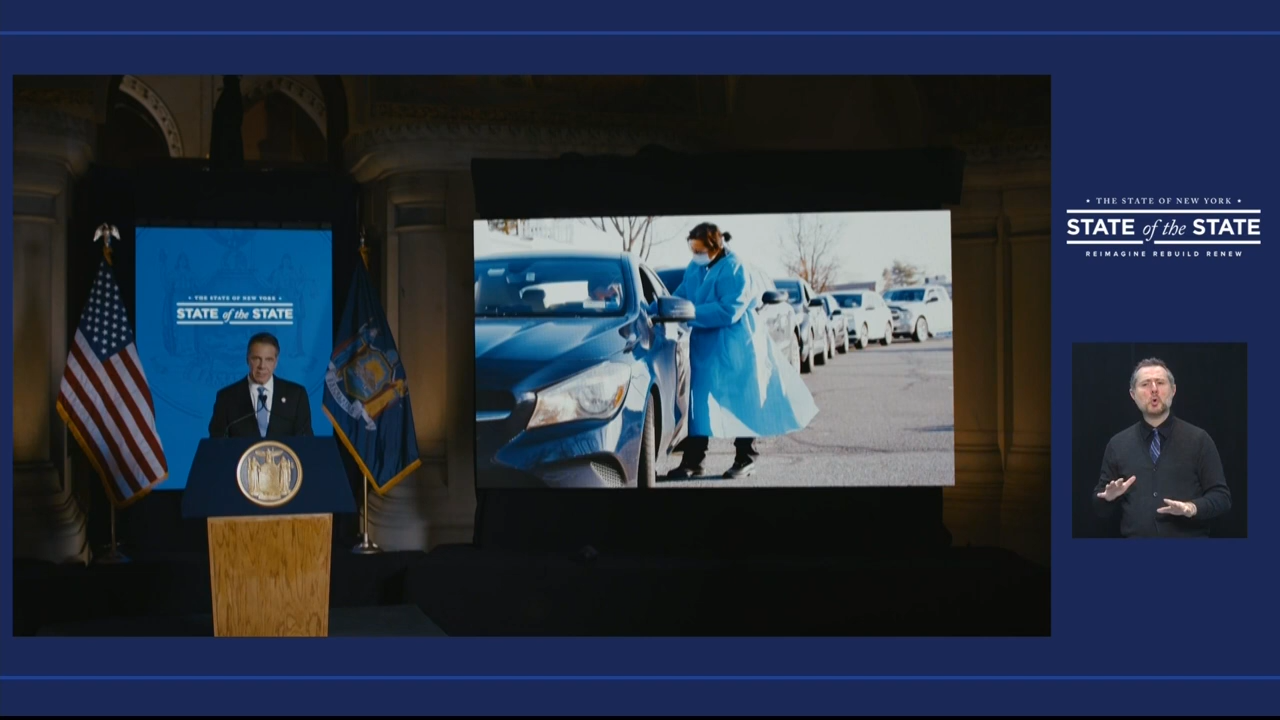 • THE STATE OF NEW YORK •
STATE of the STATE
• THE STATE OF NEW YORK •
STATE of the STATE
REIMAGINE REBUILD RENEW